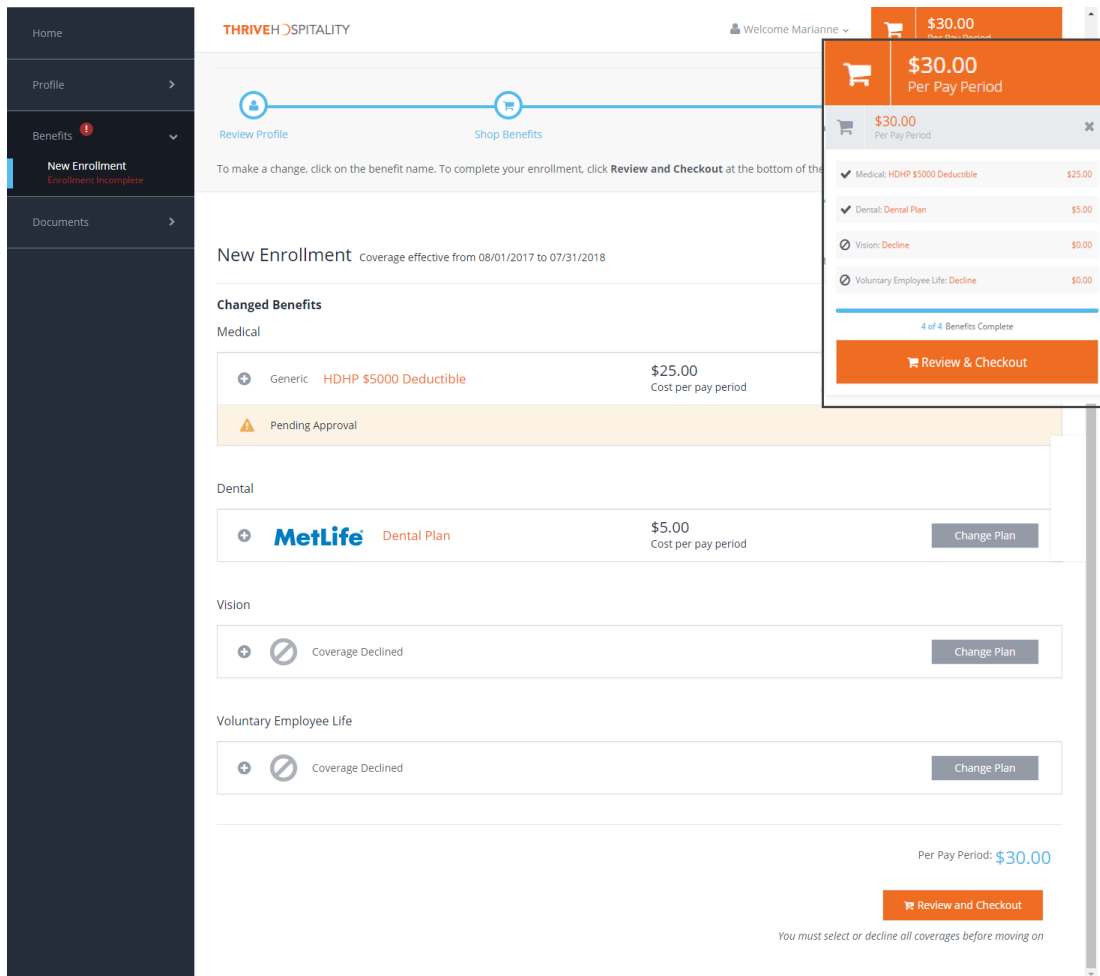 Home
Profile
Benefits !
New Enrollment
Enrollment Incomplete
Documents
THRIVEHOSPITALITY
Welcome Marianne
$30.00
Per Pay Period
Review Profile
Shop Benefits
To make a change, click on the benefit name. To complete your enrollment, click Review and Checkout at the bottom of the
$30.00
Per Pay Period
$30.00
Per Pay Period
Medical: HDHP $5000 Deductible $25.00
Dental: Dental Plan $5.00
Vision: Decline $0.00
Voluntary Employee Life: Decline $0.00
4 of 4 Benefits Complete
Review & Checkout
New Enrollment Coverage effective from 08/01/2017 to 07/31/2018
Changed Benefits
Medical
Generic HDHP $5000 Deductible $25.00
Cost per pay period
Pending Approval
Dental
MetLife Dental Plan $5.00
Cost per pay period
Change Plan
Vision
Coverage Declined Change Plan
Voluntary Employee Life
Coverage Declined Change Plan
Per Pay Period: $30.00
Review and Checkout
You must select or decline all coverages before moving on